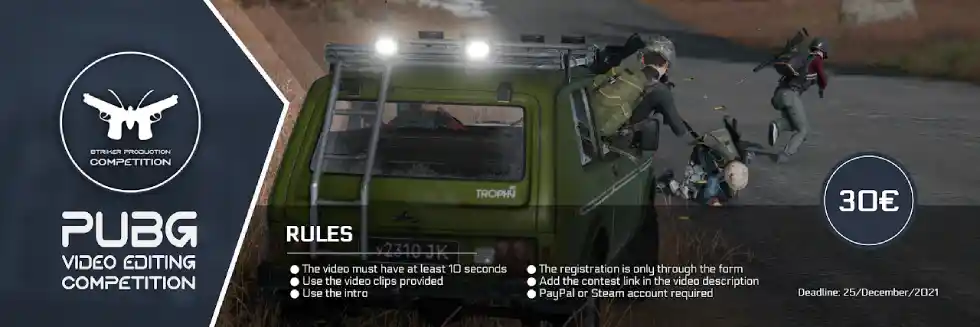 STRIKER PRODUCTION
COMPETITION
PUBG
VIDEO EDITING
COMPETITION
TROPHY
2310 JK
RULES
The video must have at least 10 seconds
Use the video clips provided
Use the intro
The registration is only through the form
Add the contest link in the video description
PayPal or Steam account required
30€
Deadline: 25/December/2021